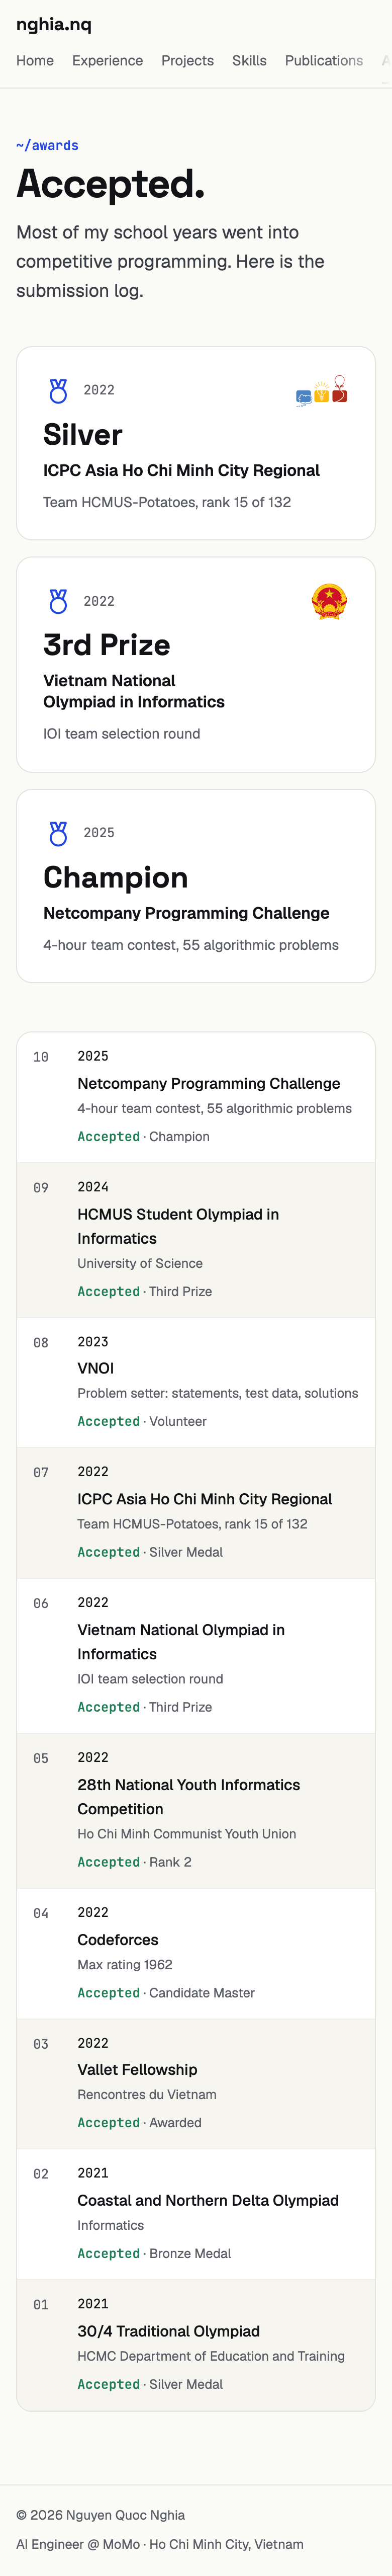 nghia.nq
Home Experience Projects Skills Publications
~/awards
Accepted.
Most of my school years went into
competitive programming. Here is the
submission log.
2022
Silver
ICPC Asia Ho Chi Minh City Regional
Team HCMUS-Potatoes, rank 15 of 132
2022
3rd Prize
Vietnam National
Olympiad in Informatics
IOI team selection round
2025
Champion
Netcompany Programming Challenge
4-hour team contest, 55 algorithmic problems
10 2025
Netcompany Programming Challenge
4-hour team contest, 55 algorithmic problems
Accepted · Champion
09 2024
HCMUS Student Olympiad in
Informatics
University of Science
Accepted · Third Prize
08 2023
VNOI
Problem setter: statements, test data, solutions
Accepted · Volunteer
07 2022
ICPC Asia Ho Chi Minh City Regional
Team HCMUS-Potatoes, rank 15 of 132
Accepted · Silver Medal
06 2022
Vietnam National Olympiad in
Informatics
IOI team selection round
Accepted · Third Prize
05 2022
28th National Youth Informatics
Competition
Ho Chi Minh Communist Youth Union
Accepted · Rank 2
04 2022
Codeforces
Max rating 1962
Accepted · Candidate Master
03 2022
Vallet Fellowship
Rencontres du Vietnam
Accepted · Awarded
02 2021
Coastal and Northern Delta Olympiad
Informatics
Accepted · Bronze Medal
01 2021
30/4 Traditional Olympiad
HCMC Department of Education and Training
Accepted · Silver Medal
© 2026 Nguyen Quoc Nghia
AI Engineer @ MoMo · Ho Chi Minh City, Vietnam